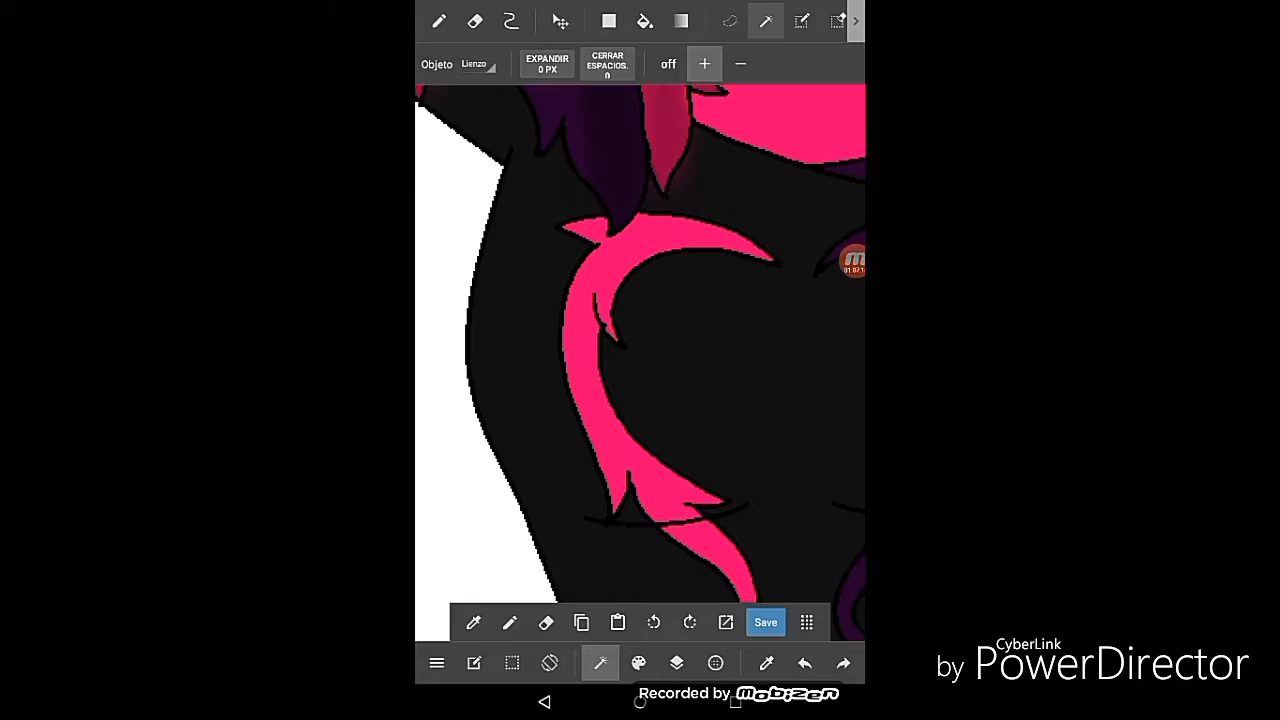 Objeto Lienzo EXPANDIR 0 PX CERRAR ESPACIOS. 0 off
Save
Recorded by mobizen
CyberLink
by PowerDirector